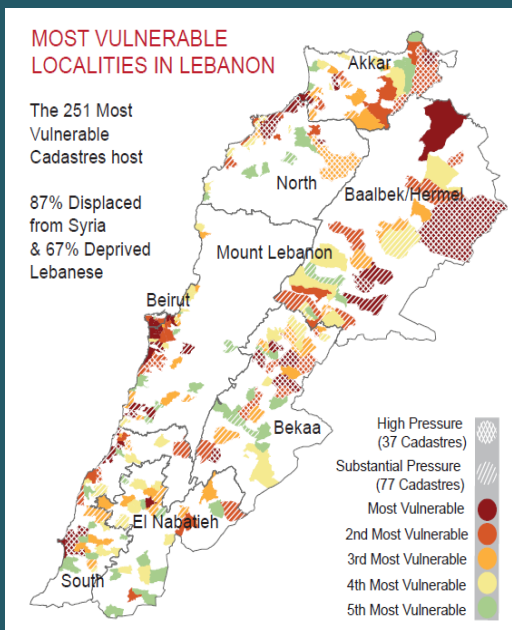 MOST VULNERABLE
LOCALITIES IN LEBANON
The 251 Most
Vulnerable
Cadastres host
87% Displaced
from Syria
& 67% Deprived
Lebanese
Akkar
North
Baalbek/Hermel
Mount Lebanon
Beirut
Bekaa
El Nabatieh
South
High Pressure
(37 Cadastres)
Substantial Pressure
(77 Cadastres)
Most Vulnerable
2nd Most Vulnerable
3rd Most Vulnerable
4th Most Vulnerable
5th Most Vulnerable